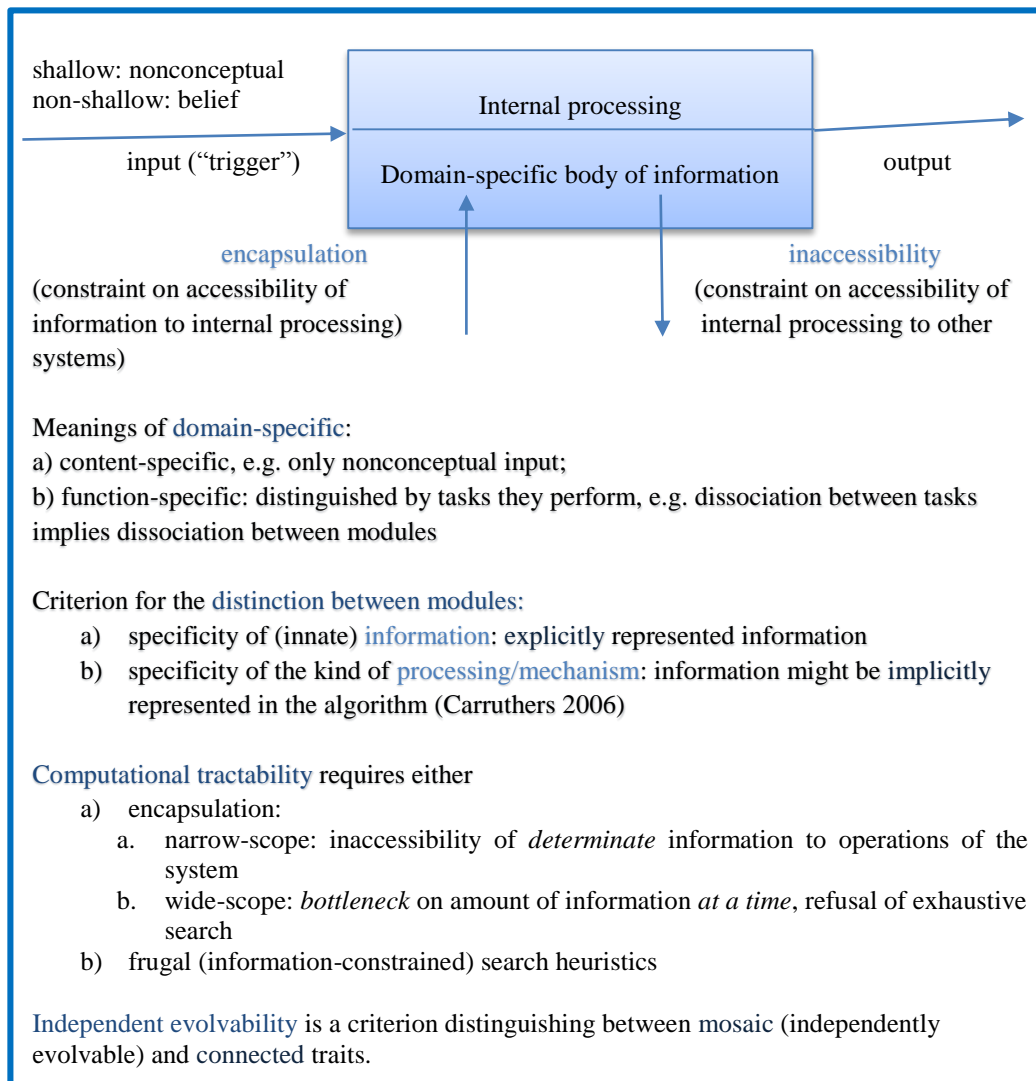 shallow: nonconceptual
non-shallow: belief
Internal processing
input (“trigger”)
Domain-specific body of information
output
encapsulation
inaccessibility
(constraint on accessibility of
(constraint on accessibility of
information to internal processing)
internal processing to other
systems)
Meanings of domain-specific:
a) content-specific, e.g. only nonconceptual input;
b) function-specific: distinguished by tasks they perform, e.g. dissociation between tasks
implies dissociation between modules
Criterion for the distinction between modules:
a) specificity of (innate) information: explicitly represented information
b) specificity of the kind of processing/mechanism: information might be implicitly
represented in the algorithm (Carruthers 2006)
Computational tractability requires either
a) encapsulation:
a. narrow-scope: inaccessibility of determinate information to operations of the
system
b. wide-scope: bottleneck on amount of information at a time, refusal of exhaustive
search
b) frugal (information-constrained) search heuristics
Independent evolvability is a criterion distinguishing between mosaic (independently
evolvable) and connected traits.